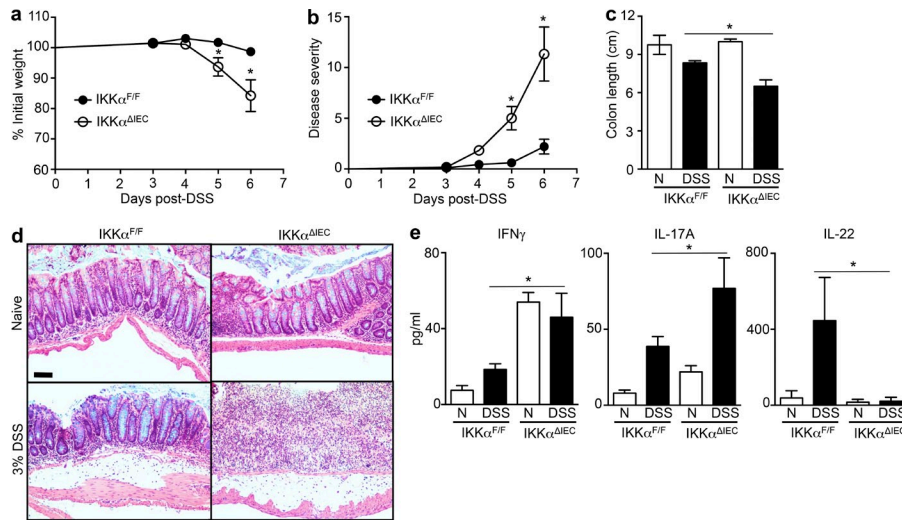 a
% Initial weight
120
100
80
60
*
*
IKKα^F/F
IKKα^ΔIEC
0 1 2 3 4 5 6 7
Days post-DSS
b
Disease severity
15
10
5
0
*
*
IKKα^F/F
IKKα^ΔIEC
0 1 2 3 4 5 6 7
Days post-DSS
c
Colon length (cm)
12
9
6
3
0
*
N DSS N DSS
IKKα^F/F IKKα^ΔIEC
d
IKKα^F/F IKKα^ΔIEC
Naive
3% DSS
e
IFNγ
pg/ml
80
40
0
*
N DSS N DSS
IKKα^F/F IKKα^ΔIEC
IL-17A
100
50
0
*
N DSS N DSS
IKKα^F/F IKKα^ΔIEC
IL-22
800
400
0
*
N DSS N DSS
IKKα^F/F IKKα^ΔIEC